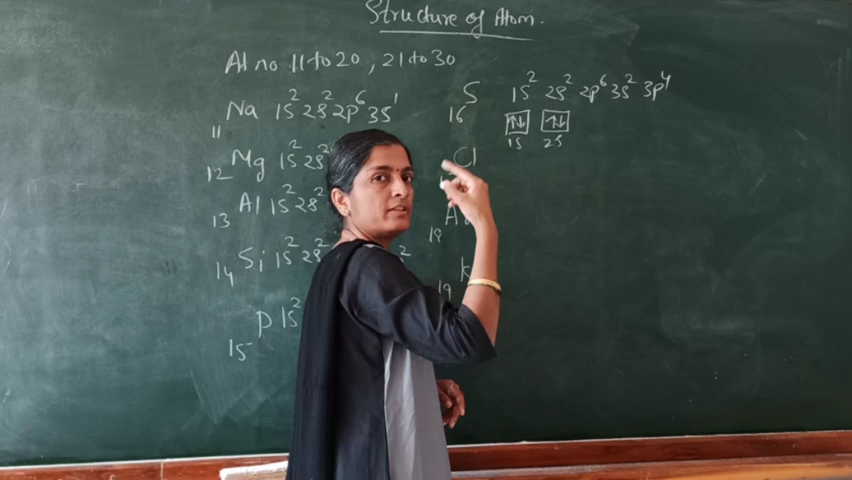 Structure of Atom.
At no 11 to 20, 21 to 30
11 Na 1s² 2s² 2p⁶ 3s¹
12 Mg 1s² 2s²
13 Al 1s² 2s²
14 Si 1s² 2s² ²
15 P 1s²
16 S 1s² 2s² 2p⁶ 3s² 3p⁴
1s 2s
Cl
18 A
19 K